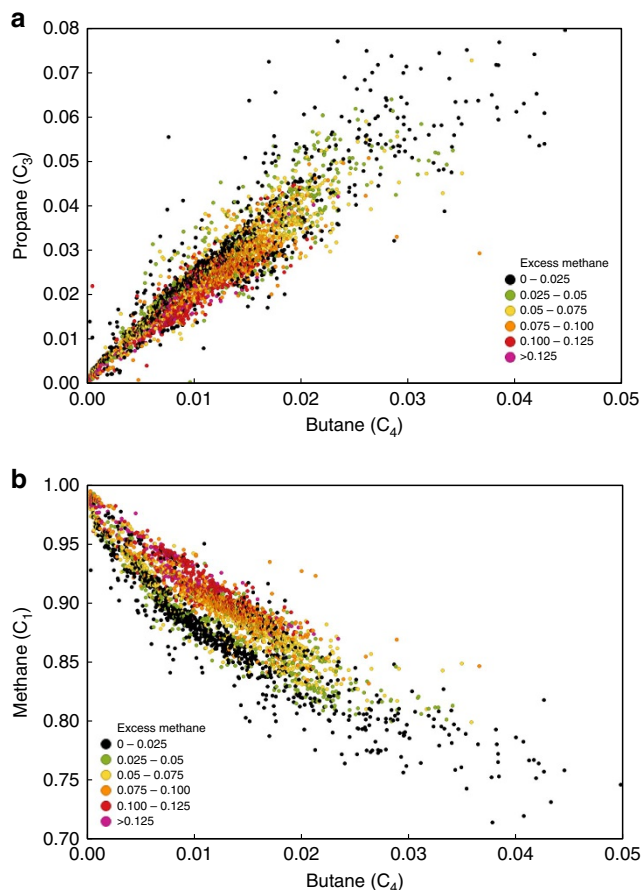 a
0.08
0.07
0.06
0.05
0.04
0.03
0.02
0.01
0.00
Propane (C₃)
Excess methane
0 – 0.025
0.025 – 0.05
0.05 – 0.075
0.075 – 0.100
0.100 – 0.125
>0.125
0.00 0.01 0.02 0.03 0.04 0.05
Butane (C₄)
b
1.00
0.95
0.90
0.85
0.80
0.75
0.70
Methane (C₁)
Excess methane
0 – 0.025
0.025 – 0.05
0.05 – 0.075
0.075 – 0.100
0.100 – 0.125
>0.125
0.00 0.01 0.02 0.03 0.04 0.05
Butane (C₄)